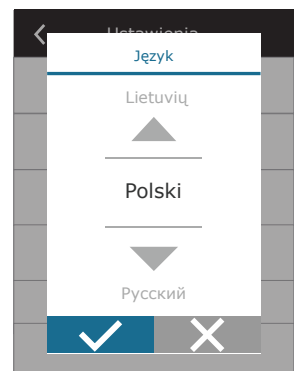 Ustawienia
Język
Lietuvių
Polski
Русский